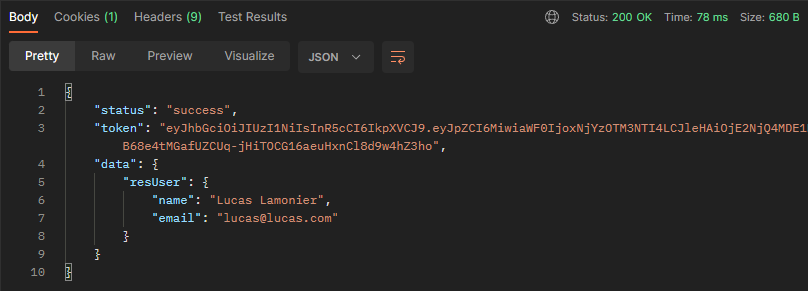 Body Cookies (1) Headers (9) Test Results Status: 200 OK Time: 78 ms Size: 680 B
Pretty Raw Preview Visualize JSON
1 {
2 "status": "success",
3 "token": "eyJhbGciOiJIUzI1NiIsInR5cCI6IkpXVCJ9.eyJpZCI6MiwiaWF0IjoxNjYzOTM3NTI4LCJleHAiOjE2NjQ4MDE1
B68e4tMGafUZCUq-jHiTOCG16aeuHxnCl8d9w4hZ3ho",
4 "data": {
5 "resUser": {
6 "name": "Lucas Lamonier",
7 "email": "lucas@lucas.com"
8 }
9 }
10 }